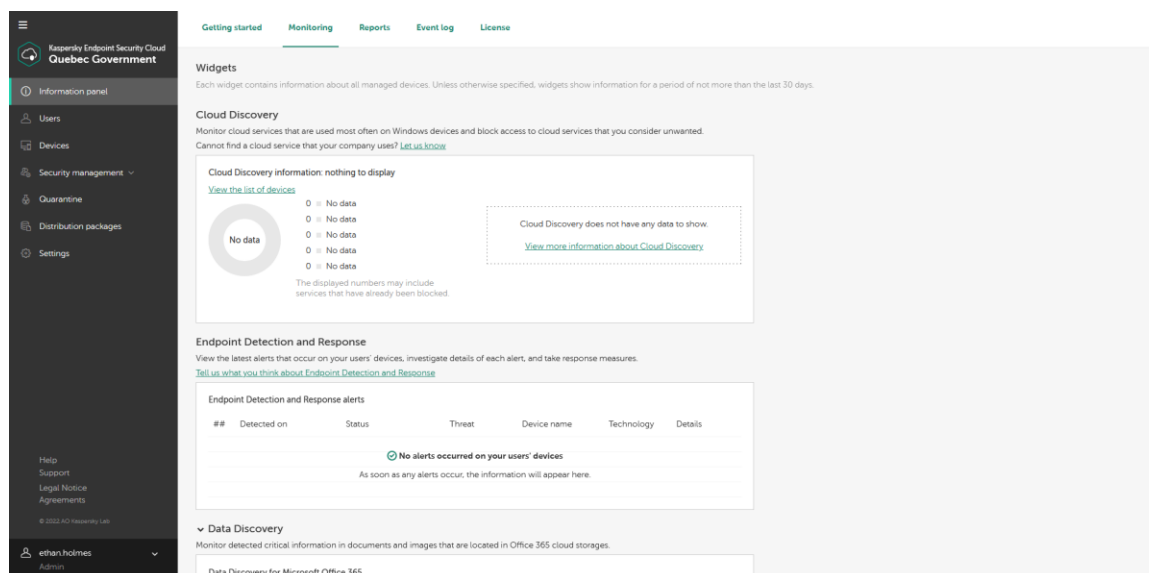 Kaspersky Endpoint Security Cloud
Quebec Government
Information panel
Users
Devices
Security management
Quarantine
Distribution packages
Settings
Help
Support
Legal Notice
Agreements
© 2022 AO Kaspersky Lab
ethan.holmes
Admin
Getting started Monitoring Reports Event log License
Widgets
Each widget contains information about all managed devices. Unless otherwise specified, widgets show information for a period of not more than the last 30 days.
Cloud Discovery
Monitor cloud services that are used most often on Windows devices and block access to cloud services that you consider unwanted.
Cannot find a cloud service that your company uses? Let us know
Cloud Discovery information: nothing to display
View the list of devices
No data
0 No data
0 No data
0 No data
0 No data
0 No data
The displayed numbers may include
services that have already been blocked.
Cloud Discovery does not have any data to show.
View more information about Cloud Discovery
Endpoint Detection and Response
View the latest alerts that occur on your users' devices, investigate details of each alert, and take response measures.
Tell us what you think about Endpoint Detection and Response
Endpoint Detection and Response alerts
## Detected on Status Threat Device name Technology Details
No alerts occurred on your users' devices
As soon as any alerts occur, the information will appear here.
Data Discovery
Monitor detected critical information in documents and images that are located in Office 365 cloud storages.
Data Discovery for Microsoft Office 365